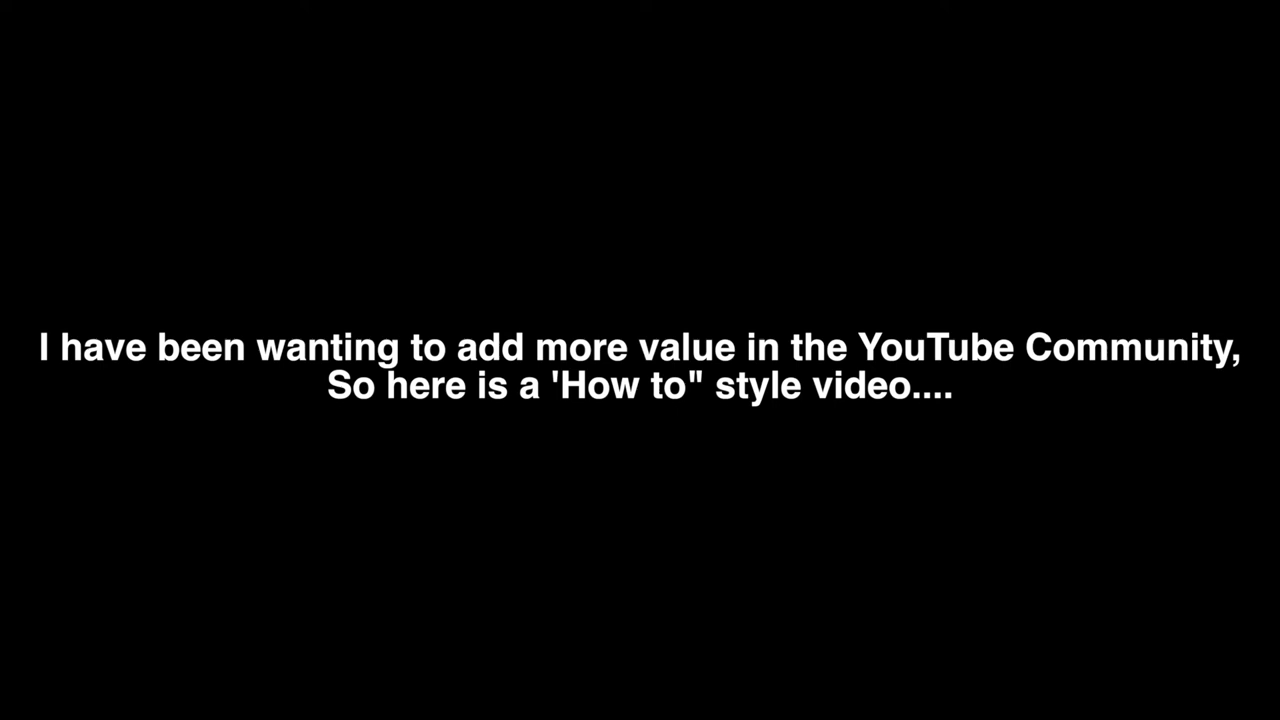 I have been wanting to add more value in the YouTube Community,
So here is a 'How to" style video....